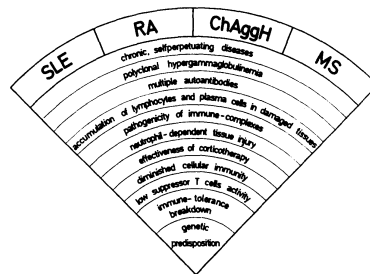 SLE
RA
ChAggH
MS
chronic, selfperpetuating diseases
polyclonal hypergammaglobulinemia
multiple autoantibodies
accumulation of lymphocytes and plasma cells in damaged tissues
pathogenicity of immune-complexes
neutrophil-dependent tissue injury
effectiveness of corticotherapy
diminished cellular immunity
low suppressor T cells activity
immune-tolerance
breakdown
genetic
predisposition